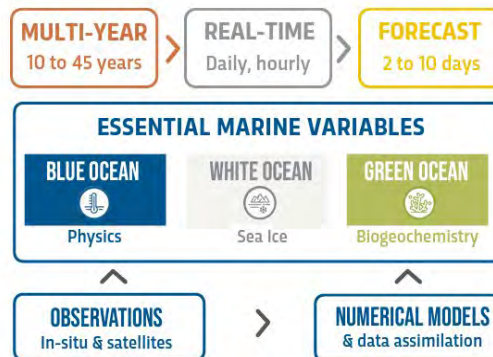 MULTI-YEAR
10 to 45 years
REAL-TIME
Daily, hourly
FORECAST
2 to 10 days
ESSENTIAL MARINE VARIABLES
BLUE OCEAN
Physics
WHITE OCEAN
Sea Ice
GREEN OCEAN
Biogeochemistry
OBSERVATIONS
In-situ & satellites
NUMERICAL MODELS
& data assimilation